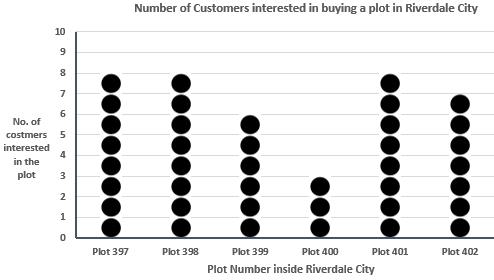 Number of Customers interested in buying a plot in Riverdale City
10
9
8
7
6
5
4
3
2
1
0
No. of
costmers
interested
in the
plot
Plot 397 Plot 398 Plot 399 Plot 400 Plot 401 Plot 402
Plot Number inside Riverdale City